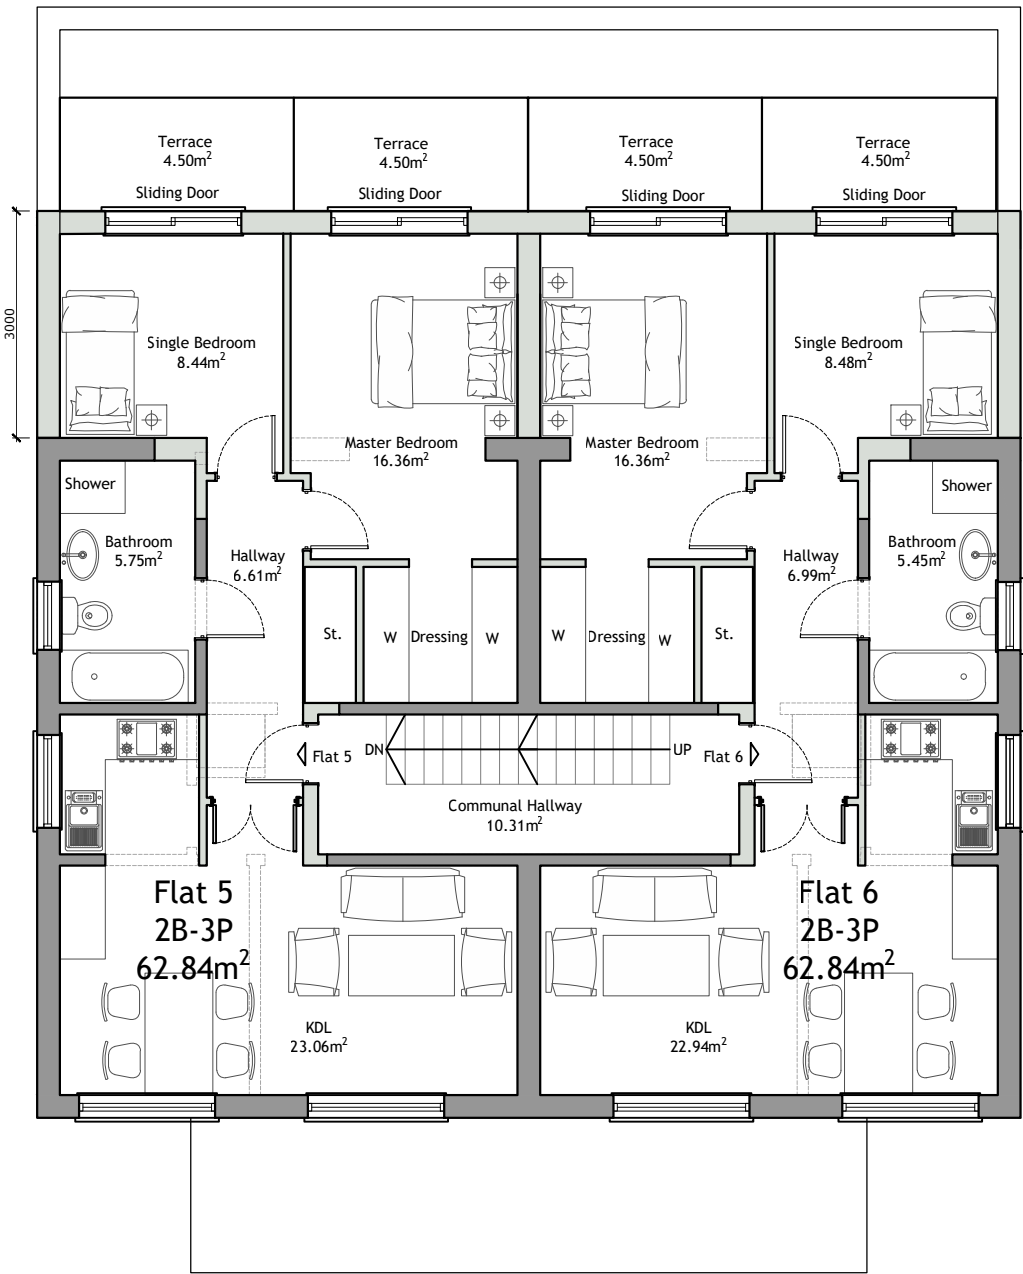 Terrace
4.50m²
Sliding Door
Terrace
4.50m²
Sliding Door
Terrace
4.50m²
Sliding Door
Terrace
4.50m²
Sliding Door
3000
Single Bedroom
8.44m²
Master Bedroom
16.36m²
Master Bedroom
16.36m²
Single Bedroom
8.48m²
Shower
Bathroom
5.75m²
Hallway
6.61m²
Hallway
6.99m²
Shower
Bathroom
5.45m²
St.
W
Dressing
W
W
Dressing
W
St.
Flat 5
DN
UP
Flat 6
Communal Hallway
10.31m²
Flat 5
2B-3P
62.84m²
Flat 6
2B-3P
62.84m²
KDL
23.06m²
KDL
22.94m²